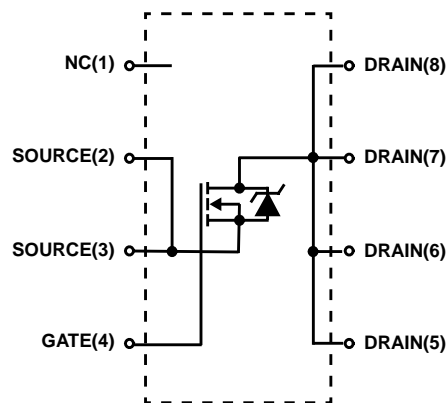 NC(1)
DRAIN(8)
SOURCE(2)
DRAIN(7)
SOURCE(3)
DRAIN(6)
GATE(4)
DRAIN(5)